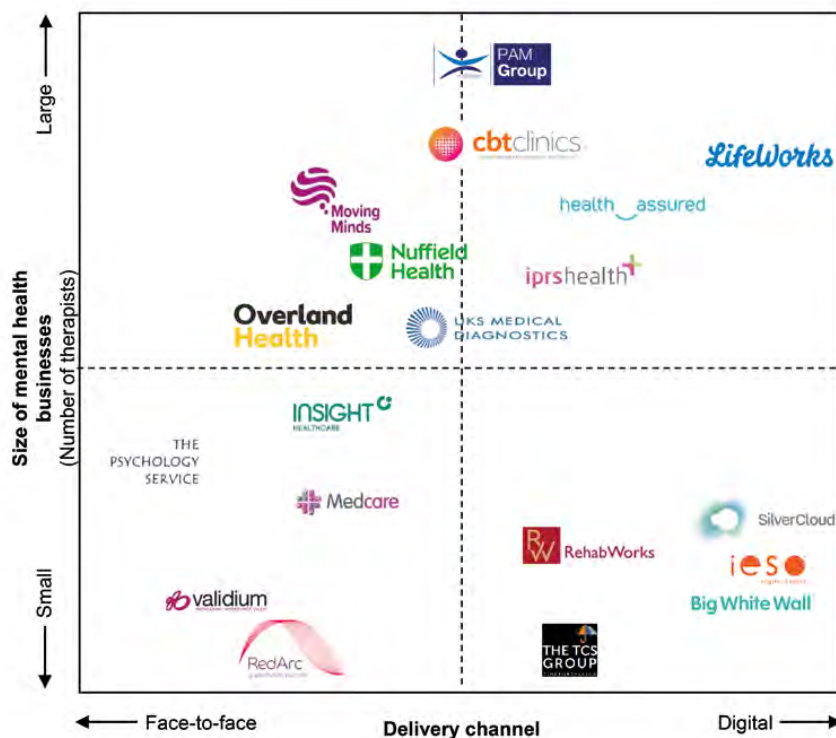 Large
Small
Size of mental health
businesses
(Number of therapists)
PAM
Group
cbtclinics
LifeWorks
Moving
Minds
health assured
Nuffield
Health
iprshealth
Overland
Health
UKS MEDICAL
DIAGNOSTICS
INSIGHT
HEALTHCARE
THE
PSYCHOLOGY
SERVICE
Medcare
SilverCloud
RW
RehabWorks
ieso
Big White Wall
validium
RedArc
THE TCS
GROUP
Face-to-face
Delivery channel
Digital